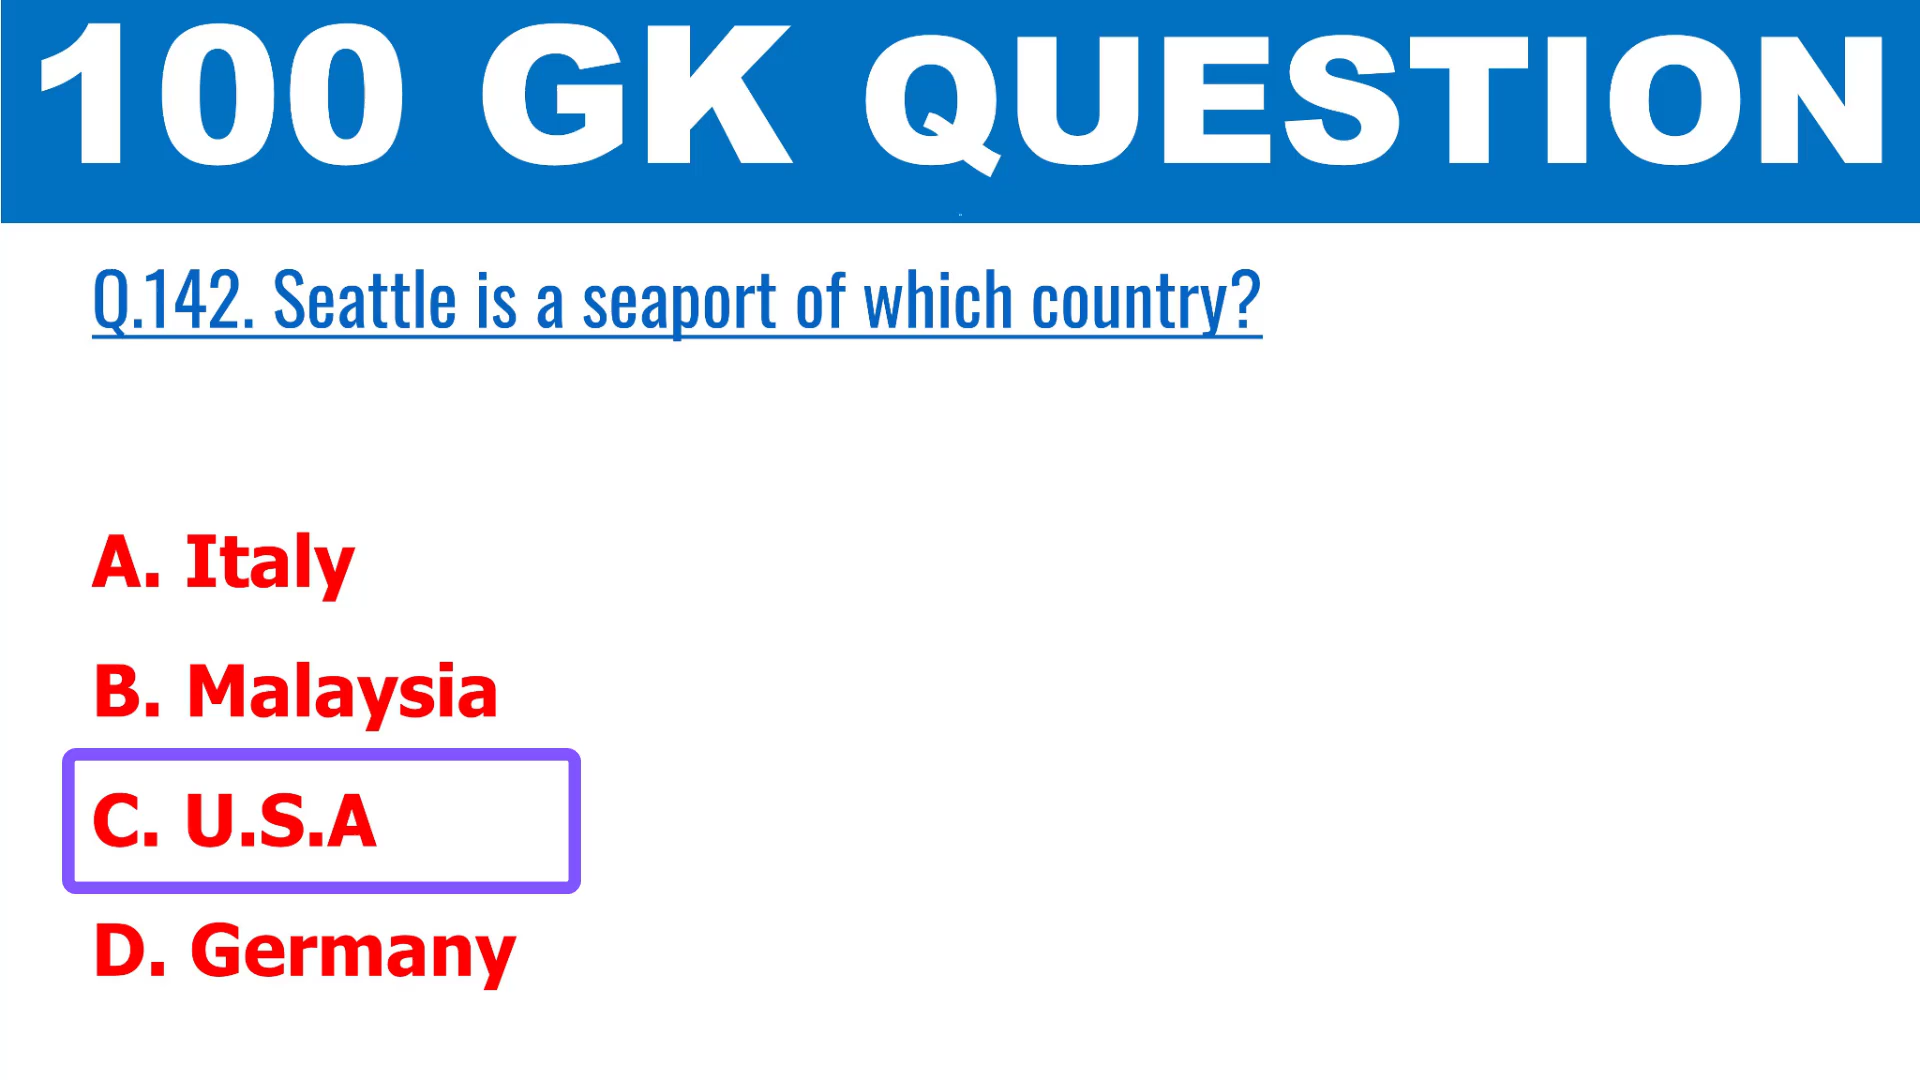 100 GK QUESTION
Q.142. Seattle is a seaport of which country?
A. Italy
B. Malaysia
C. U.S.A
D. Germany